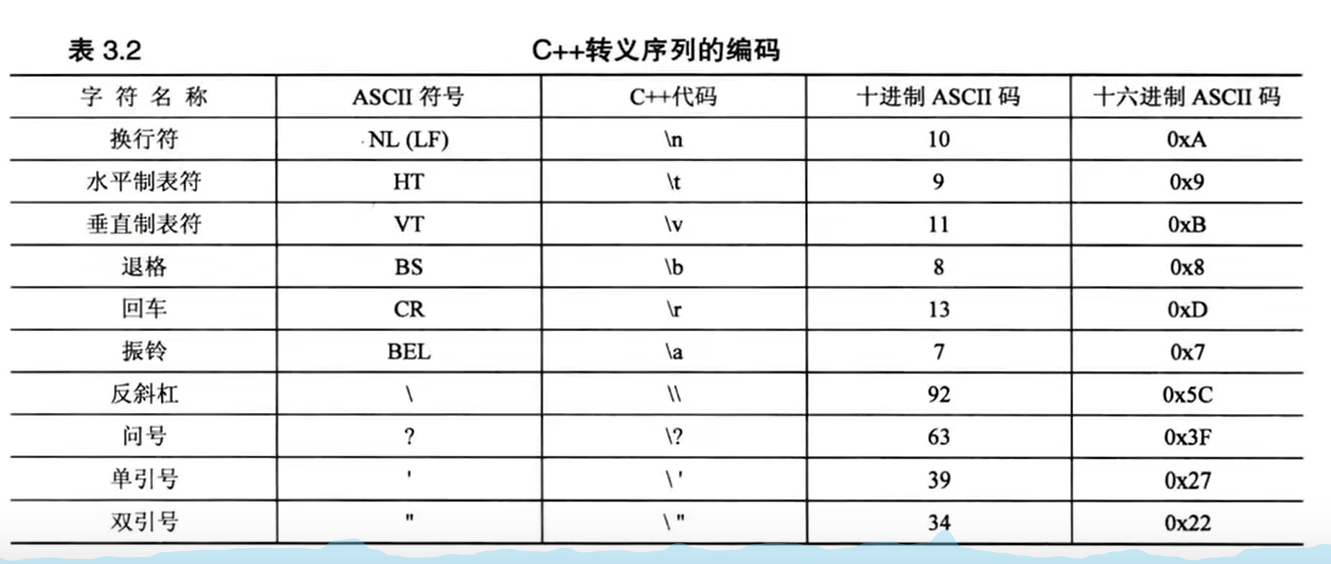 表 3.2 C++转义序列的编码
字 符 名 称 ASCII 符号 C++代码 十进制 ASCII 码 十六进制 ASCII 码
换行符 NL (LF) \n 10 0xA
水平制表符 HT \t 9 0x9
垂直制表符 VT \v 11 0xB
退格 BS \b 8 0x8
回车 CR \r 13 0xD
振铃 BEL \a 7 0x7
反斜杠 \ \\ 92 0x5C
问号 ? \? 63 0x3F
单引号 ' \ ' 39 0x27
双引号 " \ " 34 0x22